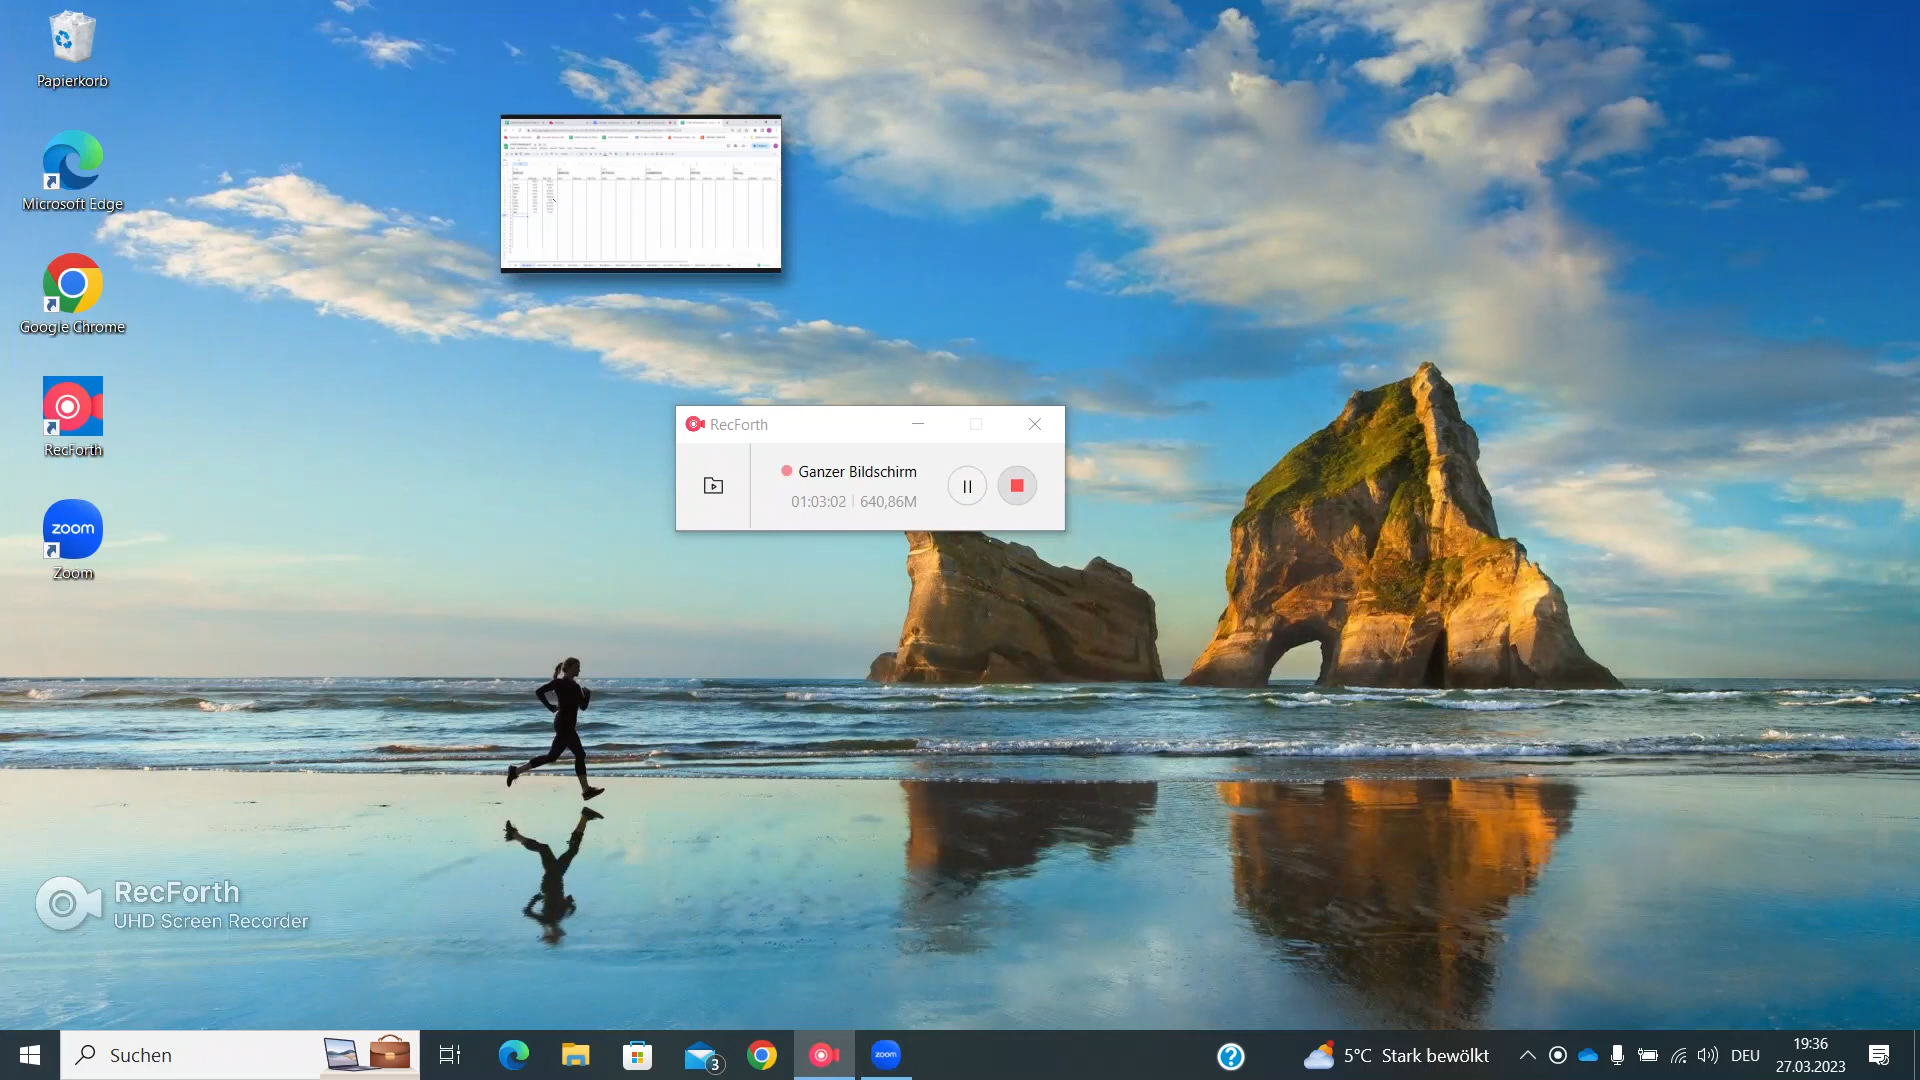 Papierkorb
Microsoft Edge
Google Chrome
RecForth
zoom
Zoom
RecForth
Ganzer Bildschirm
01:03:02 | 640,86M
RecForth
UHD Screen Recorder
Suchen
3
zoom
5°C Stark bewölkt
DEU
19:36
27.03.2023